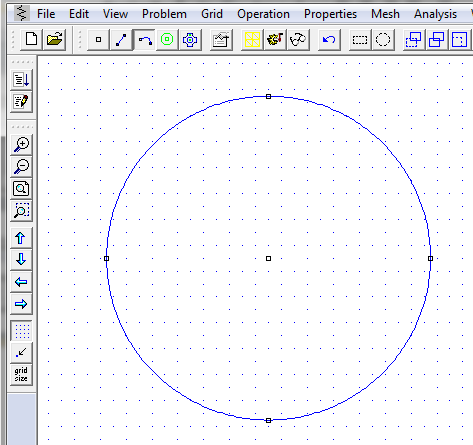 File Edit View Problem Grid Operation Properties Mesh Analysis
grid
size